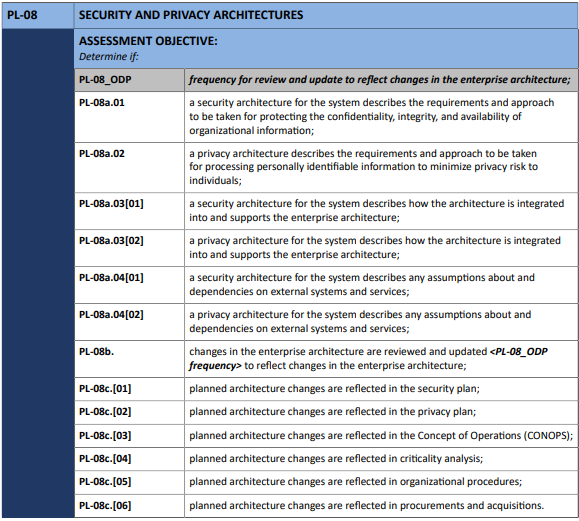 PL-08 SECURITY AND PRIVACY ARCHITECTURES
ASSESSMENT OBJECTIVE:
Determine if:
PL-08_ODP frequency for review and update to reflect changes in the enterprise architecture;
PL-08a.01 a security architecture for the system describes the requirements and approach
to be taken for protecting the confidentiality, integrity, and availability of
organizational information;
PL-08a.02 a privacy architecture describes the requirements and approach to be taken
for processing personally identifiable information to minimize privacy risk to
individuals;
PL-08a.03[01] a security architecture for the system describes how the architecture is integrated
into and supports the enterprise architecture;
PL-08a.03[02] a privacy architecture for the system describes how the architecture is integrated
into and supports the enterprise architecture;
PL-08a.04[01] a security architecture for the system describes any assumptions about and
dependencies on external systems and services;
PL-08a.04[02] a privacy architecture for the system describes any assumptions about and
dependencies on external systems and services;
PL-08b. changes in the enterprise architecture are reviewed and updated <PL-08_ODP
frequency> to reflect changes in the enterprise architecture;
PL-08c.[01] planned architecture changes are reflected in the security plan;
PL-08c.[02] planned architecture changes are reflected in the privacy plan;
PL-08c.[03] planned architecture changes are reflected in the Concept of Operations (CONOPS);
PL-08c.[04] planned architecture changes are reflected in criticality analysis;
PL-08c.[05] planned architecture changes are reflected in organizational procedures;
PL-08c.[06] planned architecture changes are reflected in procurements and acquisitions.